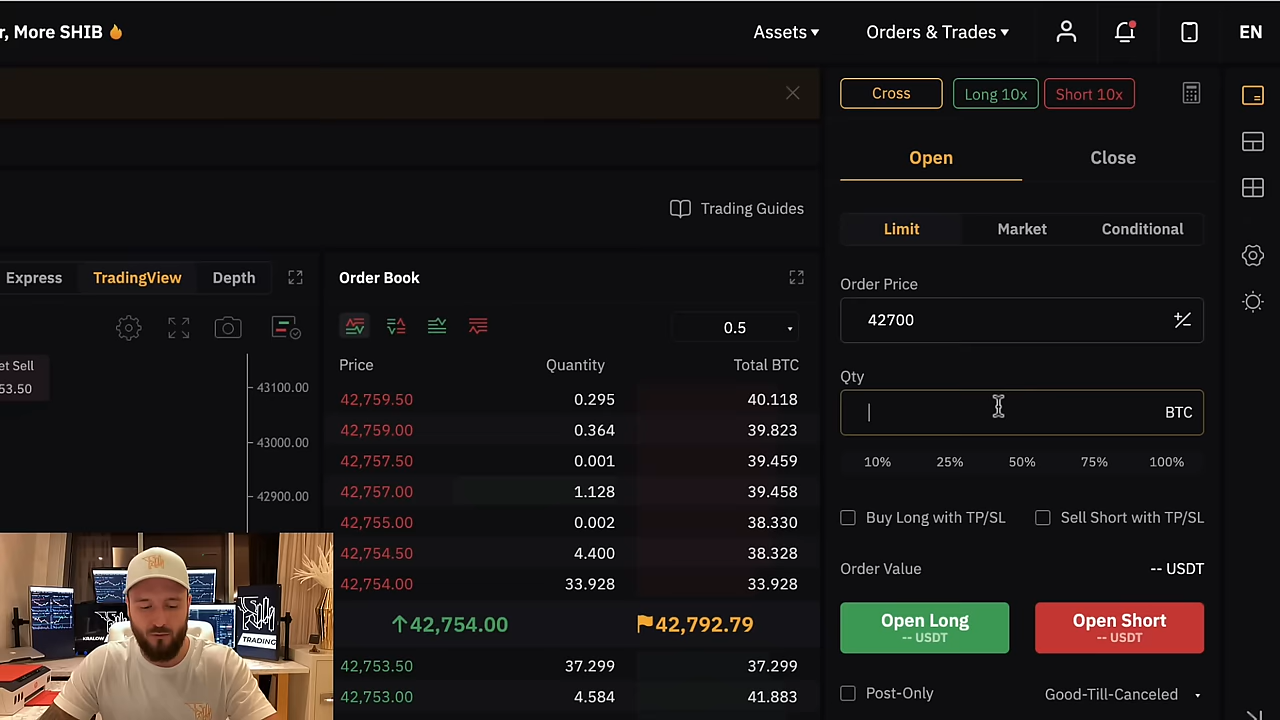 r, More SHIB 🔥
Assets ▾
Orders & Trades ▾
EN
Cross
Long 10x
Short 10x
Open
Close
Trading Guides
Limit
Market
Conditional
Express
TradingView
Depth
Order Book
Order Price
42700
0.5
et Sell
53.50
43100.00
43000.00
42900.00
Price Quantity Total BTC
42,759.50 0.295 40.118
42,759.00 0.364 39.823
42,757.50 0.001 39.459
42,757.00 1.128 39.458
42,755.00 0.002 38.330
42,754.50 4.400 38.328
42,754.00 33.928 33.928
↑42,754.00 42,792.79
42,753.50 37.299 37.299
42,753.00 4.584 41.883
Qty
BTC
10% 25% 50% 75% 100%
Buy Long with TP/SL
Sell Short with TP/SL
Order Value
-- USDT
Open Long
-- USDT
Open Short
-- USDT
Post-Only
Good-Till-Canceled
TRADING